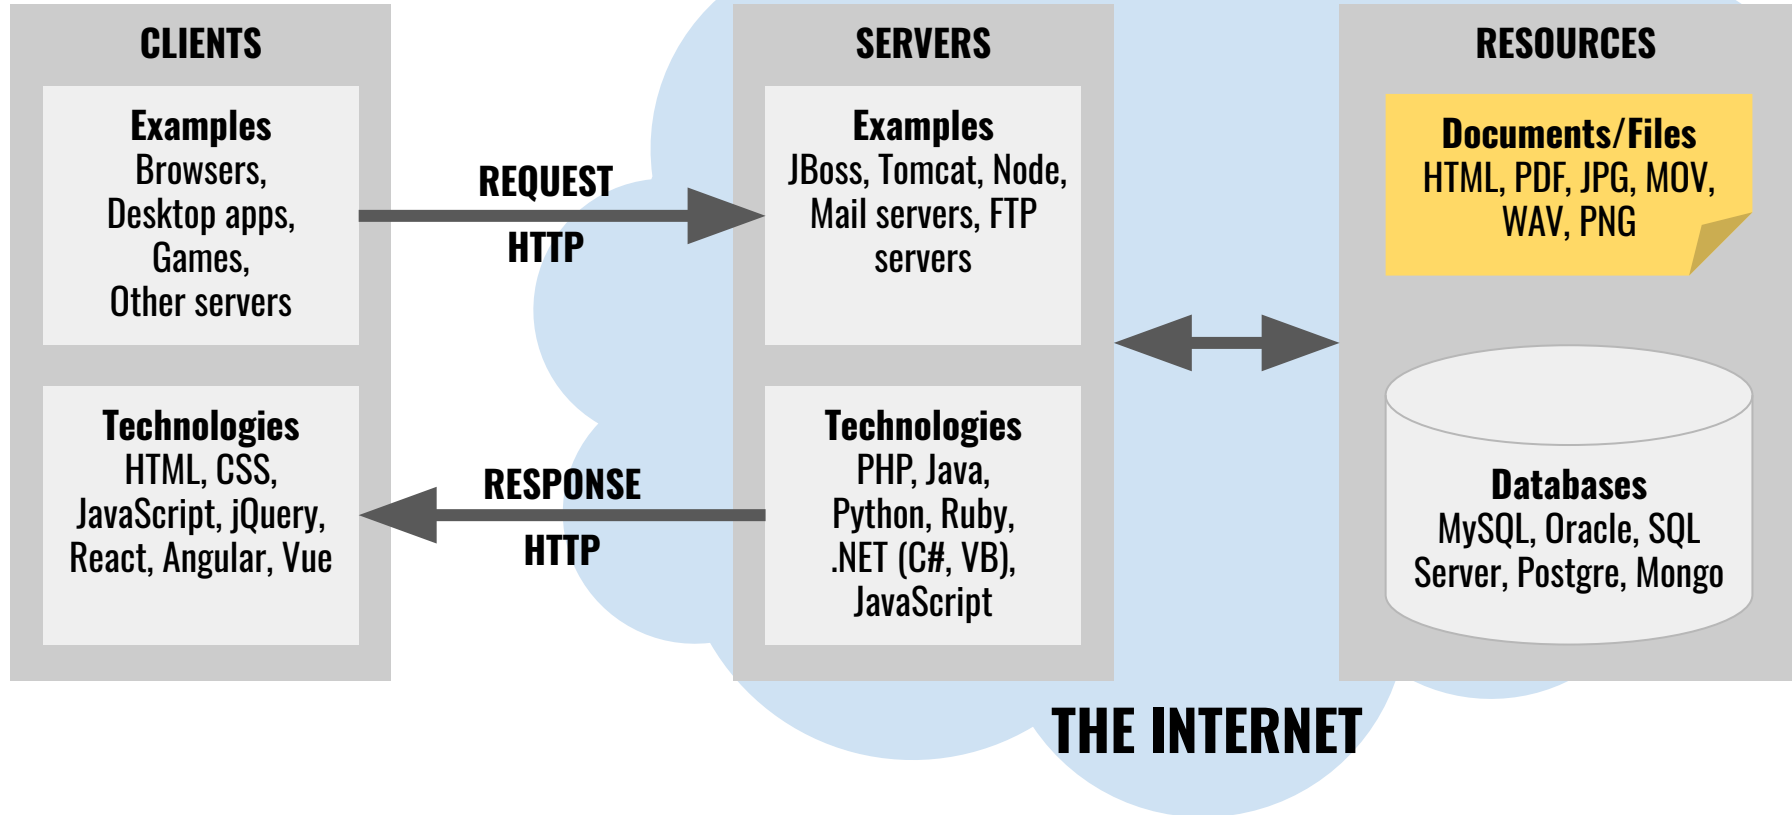 CLIENTS
Examples
Browsers,
Desktop apps,
Games,
Other servers
Technologies
HTML, CSS,
JavaScript, jQuery,
React, Angular, Vue
REQUEST
HTTP
RESPONSE
HTTP
SERVERS
Examples
JBoss, Tomcat, Node,
Mail servers, FTP
servers
Technologies
PHP, Java,
Python, Ruby,
.NET (C#, VB),
JavaScript
RESOURCES
Documents/Files
HTML, PDF, JPG, MOV,
WAV, PNG
Databases
MySQL, Oracle, SQL
Server, Postgre, Mongo
THE INTERNET